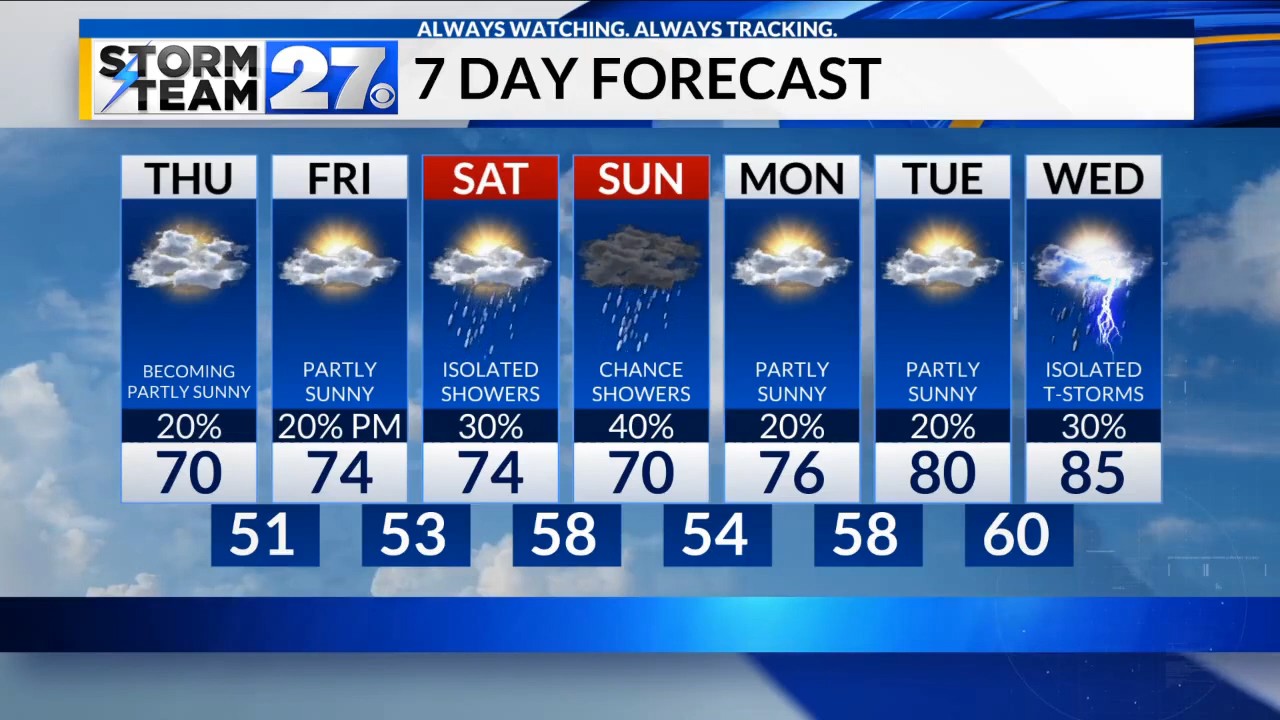 ALWAYS WATCHING. ALWAYS TRACKING.
STORM TEAM 27
7 DAY FORECAST
THU
BECOMING
PARTLY SUNNY
20%
70
FRI
PARTLY
SUNNY
20% PM
74
SAT
ISOLATED
SHOWERS
30%
74
SUN
CHANCE
SHOWERS
40%
70
MON
PARTLY
SUNNY
20%
76
TUE
PARTLY
SUNNY
20%
80
WED
ISOLATED
T-STORMS
30%
85
51
53
58
54
58
60